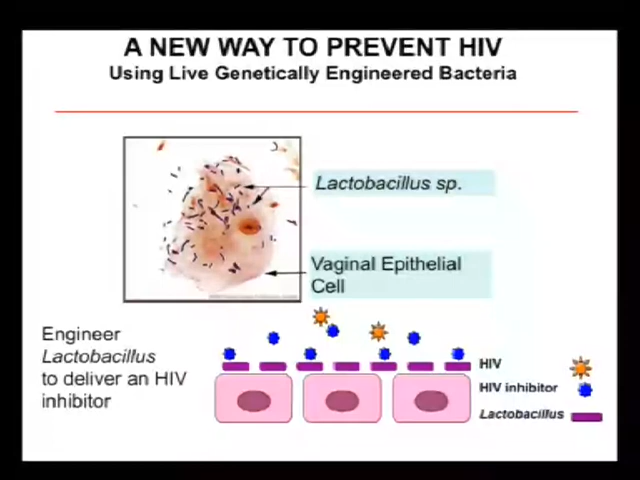 A NEW WAY TO PREVENT HIV
Using Live Genetically Engineered Bacteria
Lactobacillus sp.
Vaginal Epithelial
Cell
Engineer
Lactobacillus
to deliver an HIV
inhibitor
HIV
HIV inhibitor
Lactobacillus